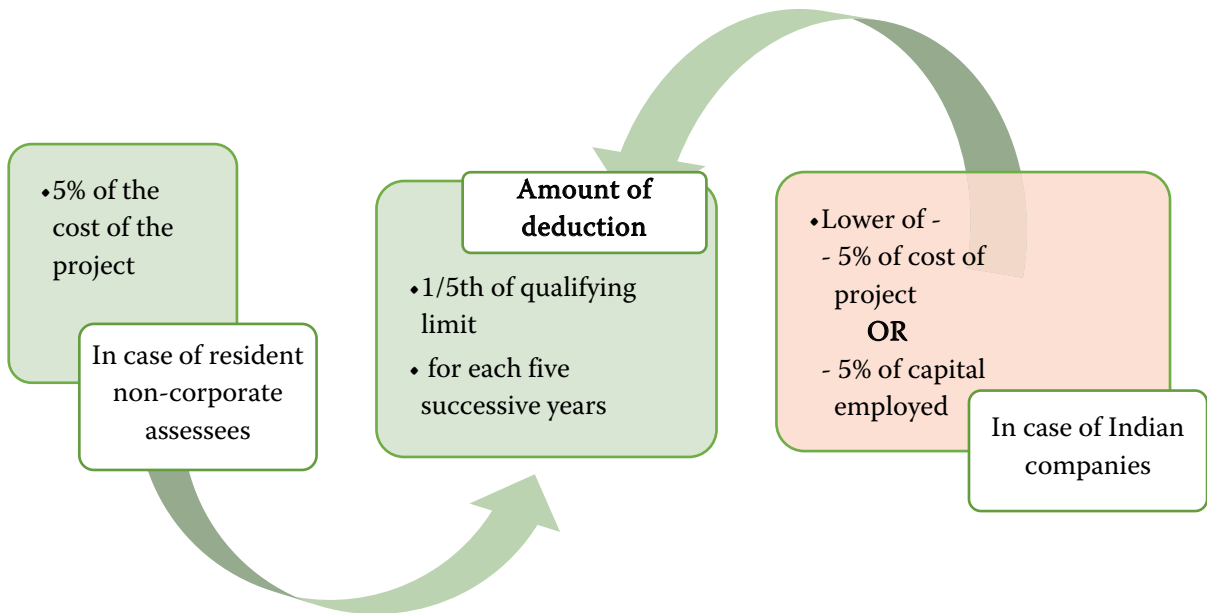 •5% of the
cost of the
project
In case of resident
non-corporate
assessees
Amount of
deduction
•1/5th of qualifying
limit
• for each five
successive years
•Lower of -
- 5% of cost of
project
OR
- 5% of capital
employed
In case of Indian
companies